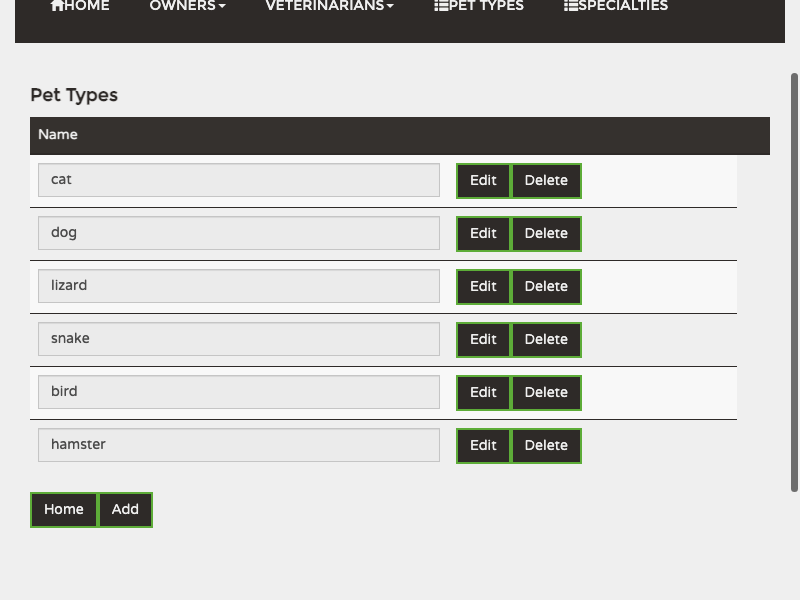 HOME OWNERS VETERINARIANS PET TYPES SPECIALTIES
Pet Types
Name
cat Edit Delete
dog Edit Delete
lizard Edit Delete
snake Edit Delete
bird Edit Delete
hamster Edit Delete
Home Add